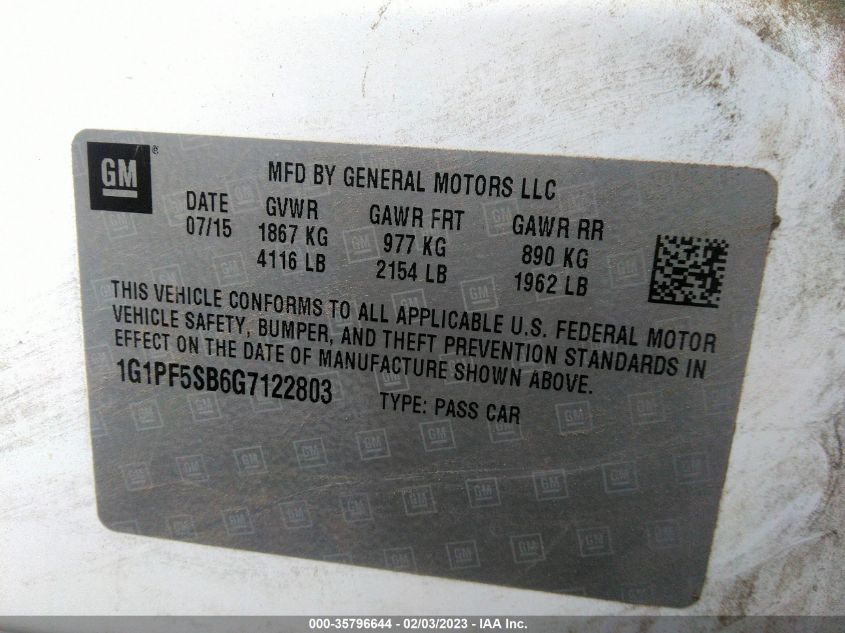 GM
MFD BY GENERAL MOTORS LLC
DATE GVWR GAWR FRT GAWR RR
07/15 1867 KG 977 KG 890 KG
4116 LB 2154 LB 1962 LB
THIS VEHICLE CONFORMS TO ALL APPLICABLE U.S. FEDERAL MOTOR
VEHICLE SAFETY, BUMPER, AND THEFT PREVENTION STANDARDS IN
EFFECT ON THE DATE OF MANUFACTURE SHOWN ABOVE.
1G1PF5SB6G7122803 TYPE: PASS CAR
000-35796644 - 02/03/2023 - IAA Inc.